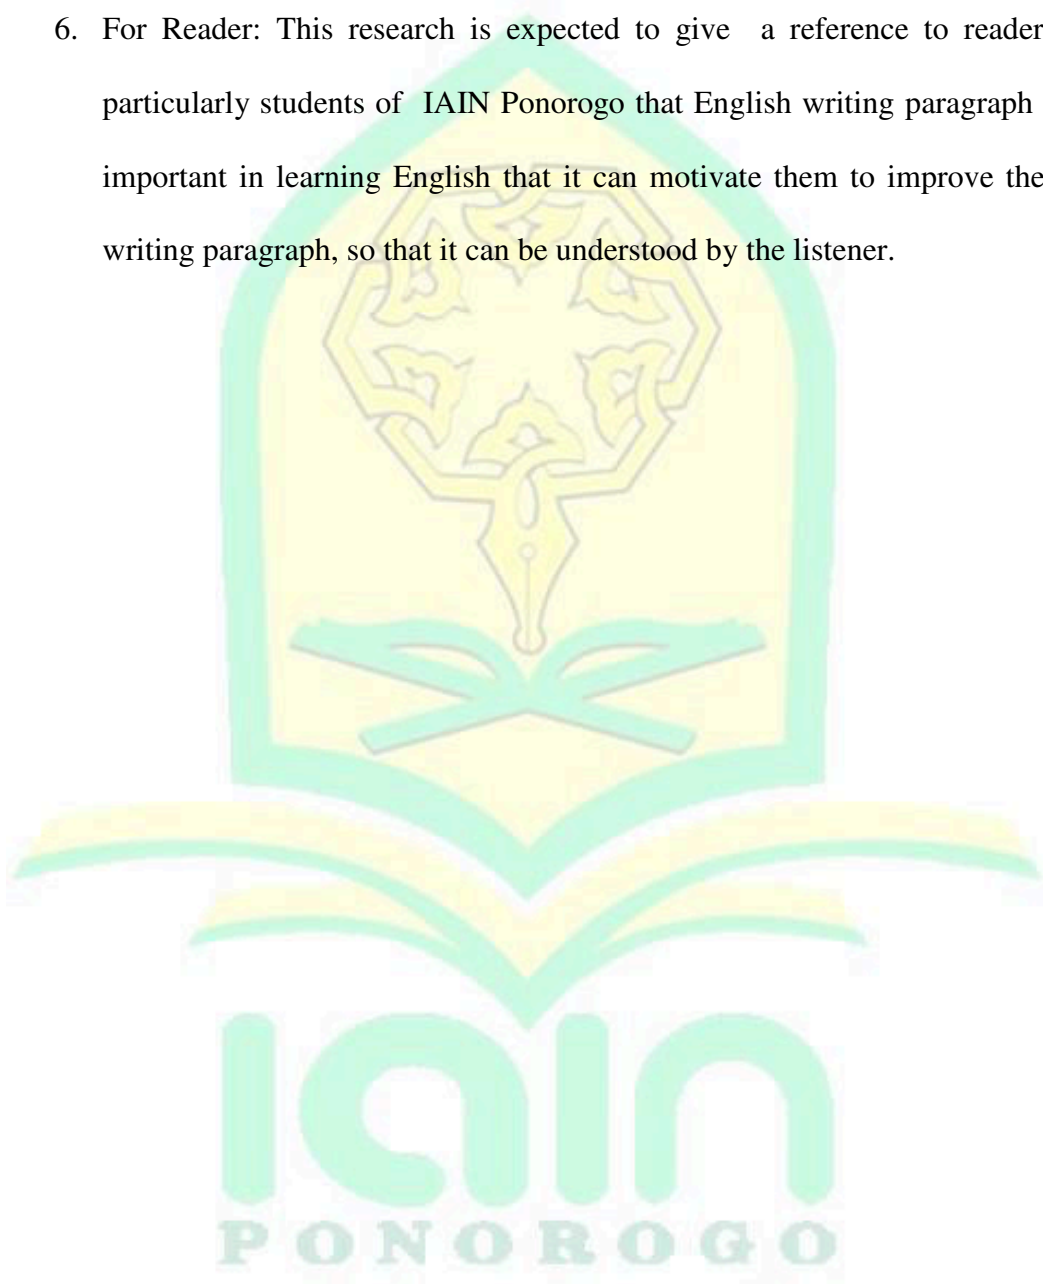 6. For Reader: This research is expected to give a reference to reader
particularly students of IAIN Ponorogo that English writing paragraph
important in learning English that it can motivate them to improve the
writing paragraph, so that it can be understood by the listener.
iain
PONOROGO